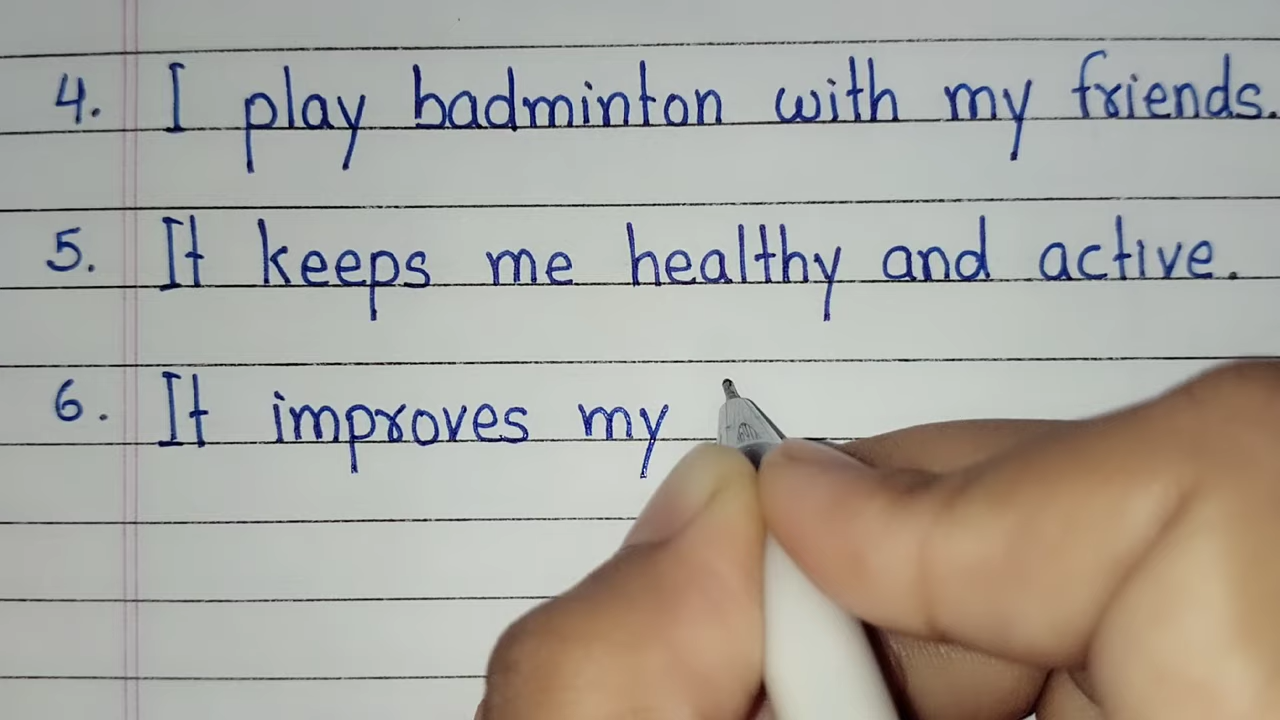 4. I play badminton with my friends.
5. It keeps me healthy and active.
6. It improves my